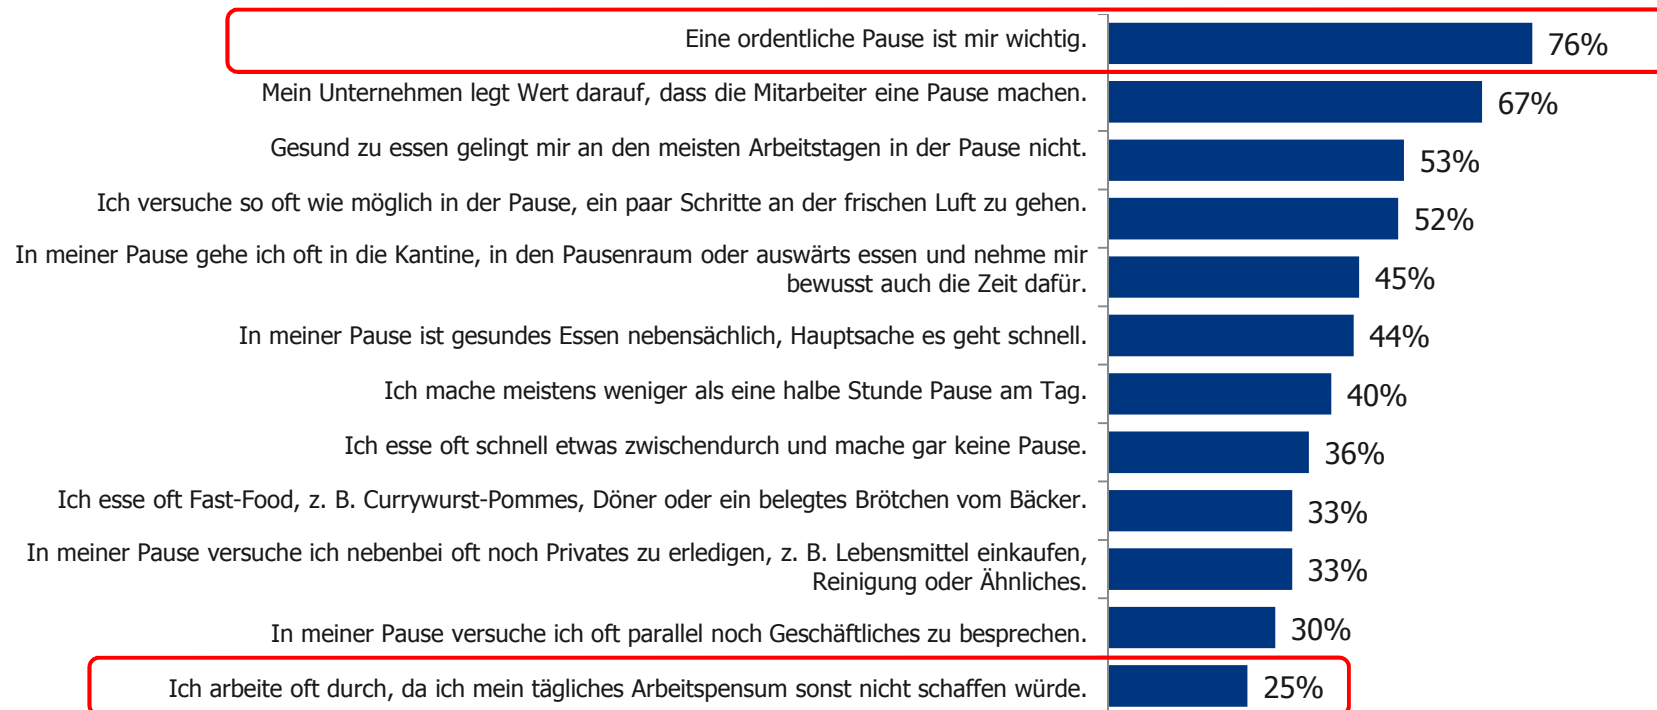 Eine ordentliche Pause ist mir wichtig. 76%
Mein Unternehmen legt Wert darauf, dass die Mitarbeiter eine Pause machen. 67%
Gesund zu essen gelingt mir an den meisten Arbeitstagen in der Pause nicht. 53%
Ich versuche so oft wie möglich in der Pause, ein paar Schritte an der frischen Luft zu gehen. 52%
In meiner Pause gehe ich oft in die Kantine, in den Pausenraum oder auswärts essen und nehme mir
bewusst auch die Zeit dafür. 45%
In meiner Pause ist gesundes Essen nebensächlich, Hauptsache es geht schnell. 44%
Ich mache meistens weniger als eine halbe Stunde Pause am Tag. 40%
Ich esse oft schnell etwas zwischendurch und mache gar keine Pause. 36%
Ich esse oft Fast-Food, z. B. Currywurst-Pommes, Döner oder ein belegtes Brötchen vom Bäcker. 33%
In meiner Pause versuche ich nebenbei oft noch Privates zu erledigen, z. B. Lebensmittel einkaufen,
Reinigung oder Ähnliches. 33%
In meiner Pause versuche ich oft parallel noch Geschäftliches zu besprechen. 30%
Ich arbeite oft durch, da ich mein tägliches Arbeitspensum sonst nicht schaffen würde. 25%